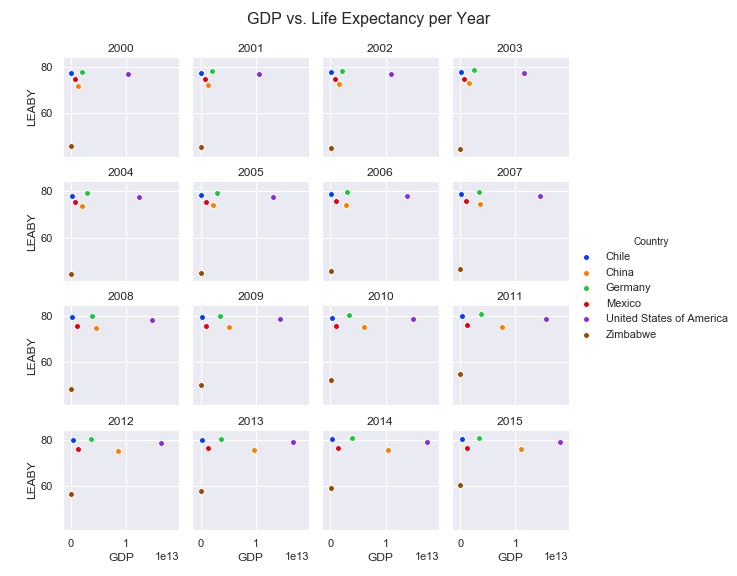 GDP vs. Life Expectancy per Year
2000 2001 2002 2003
80
60
LEABY
2004 2005 2006 2007
80
60
LEABY
2008 2009 2010 2011
80
60
LEABY
2012 2013 2014 2015
80
60
LEABY
0 1 0 1 0 1 0 1
1e13 1e13 1e13 1e13
GDP GDP GDP GDP
Country
Chile
China
Germany
Mexico
United States of America
Zimbabwe